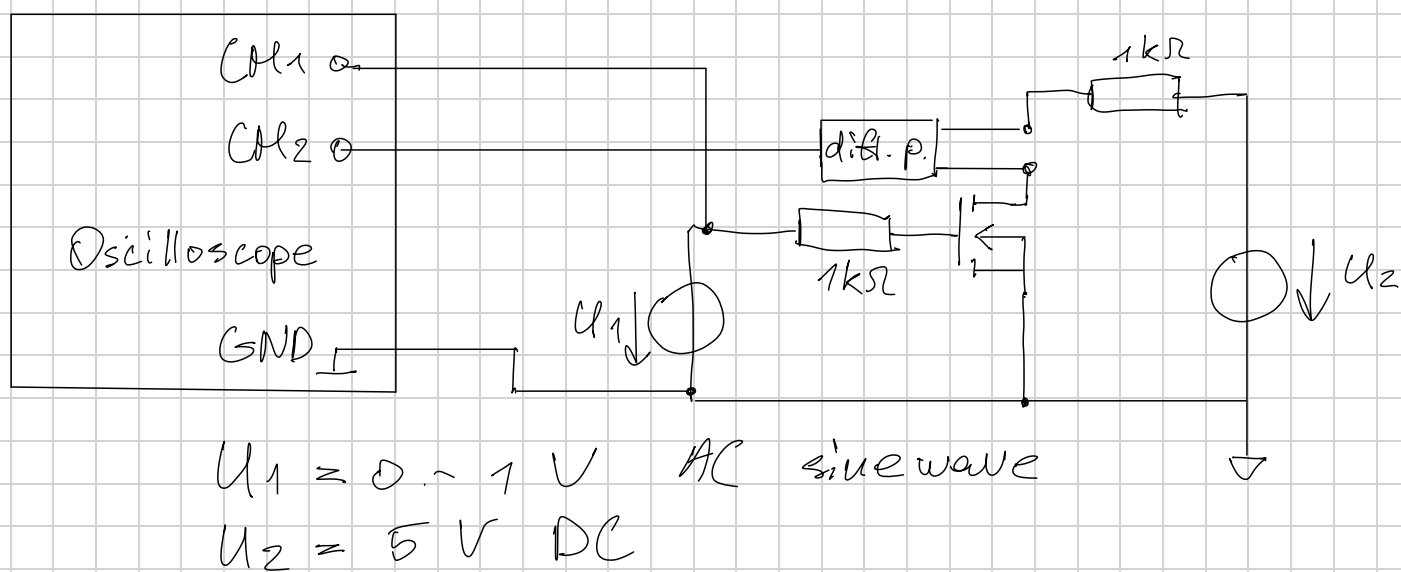 CH1
1kΩ
CH2
diff. p.
Oscilloscope
1kΩ
U1
U2
GND
U1 = 0 .. 1 V AC sinewave
U2 = 5 V DC